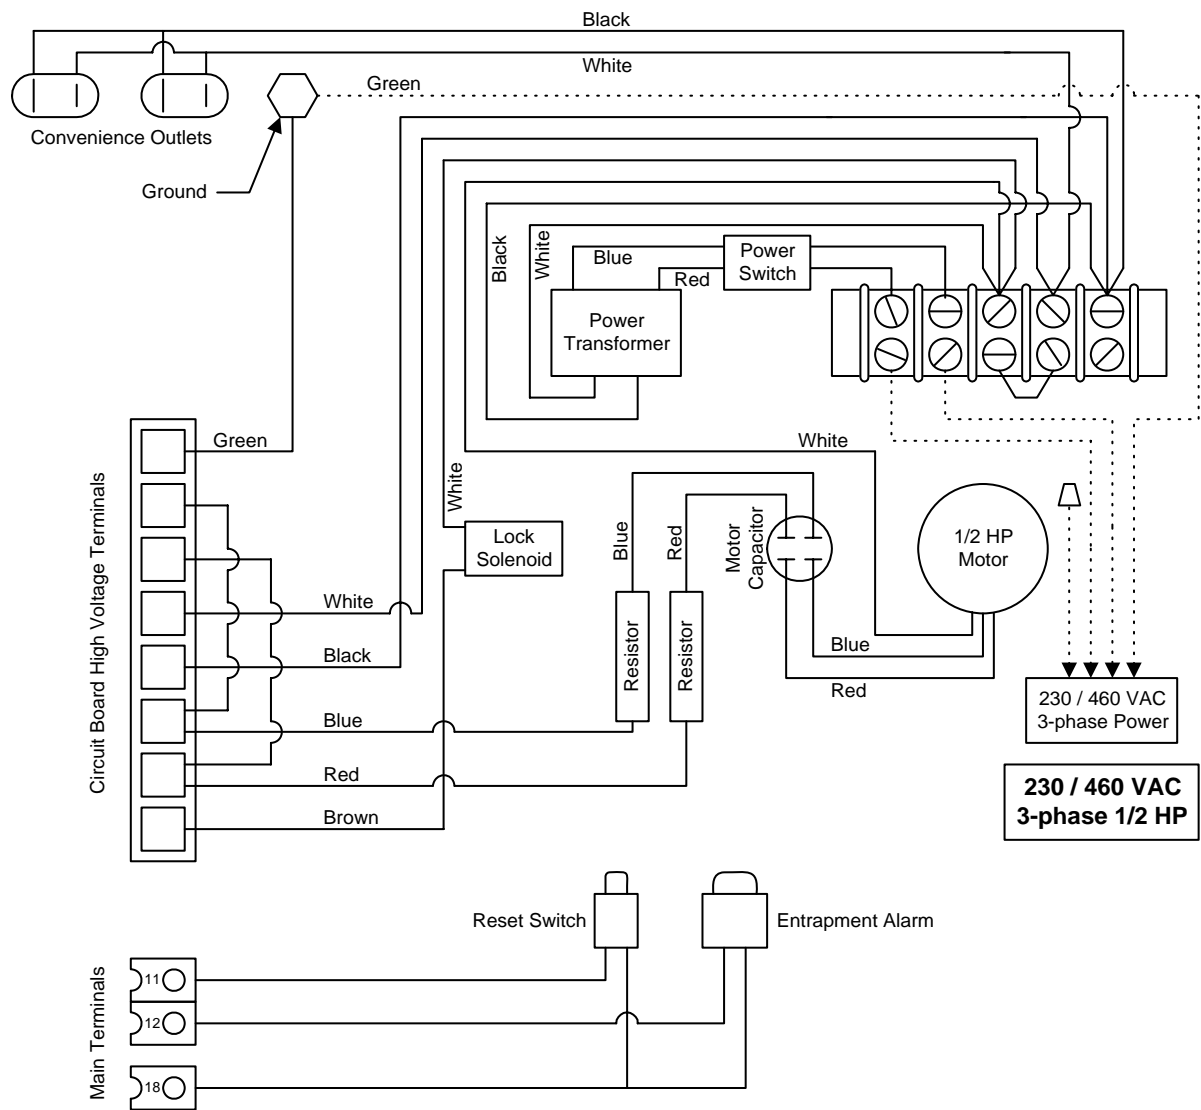 Black
White
Green
Convenience Outlets
Ground
Black
White
Blue
Red
Power
Switch
Power
Transformer
Green
White
White
Circuit Board High Voltage Terminals
Lock
Solenoid
Blue
Red
Motor
Capacitor
1/2 HP
Motor
White
Black
Resistor
Resistor
Blue
Red
Blue
Red
Brown
230 / 460 VAC
3-phase Power
230 / 460 VAC
3-phase 1/2 HP
Reset Switch
Entrapment Alarm
Main Terminals
11
12
18